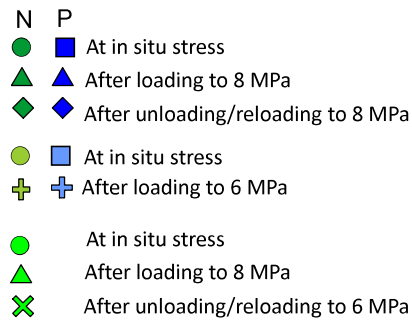 N P
At in situ stress
After loading to 8 MPa
After unloading/reloading to 8 MPa
At in situ stress
After loading to 6 MPa
At in situ stress
After loading to 8 MPa
After unloading/reloading to 6 MPa